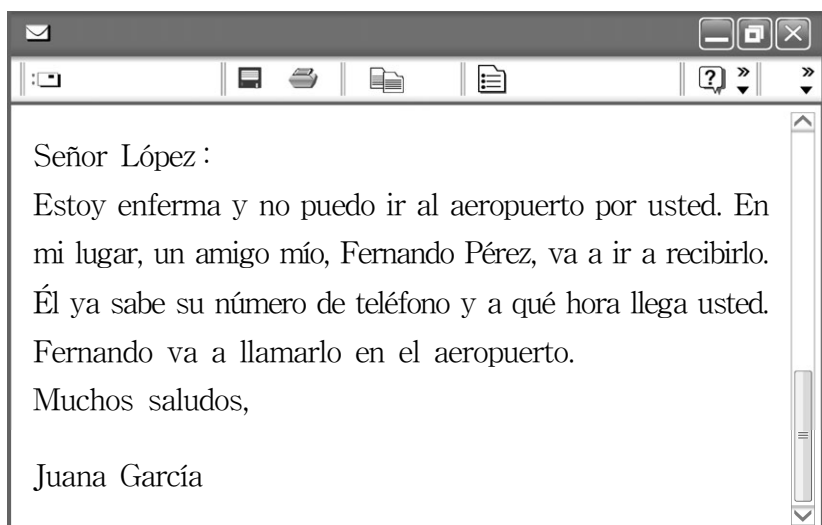 Señor López:
Estoy enferma y no puedo ir al aeropuerto por usted. En
mi lugar, un amigo mío, Fernando Pérez, va a ir a recibirlo.
Él ya sabe su número de teléfono y a qué hora llega usted.
Fernando va a llamarlo en el aeropuerto.
Muchos saludos,
Juana García